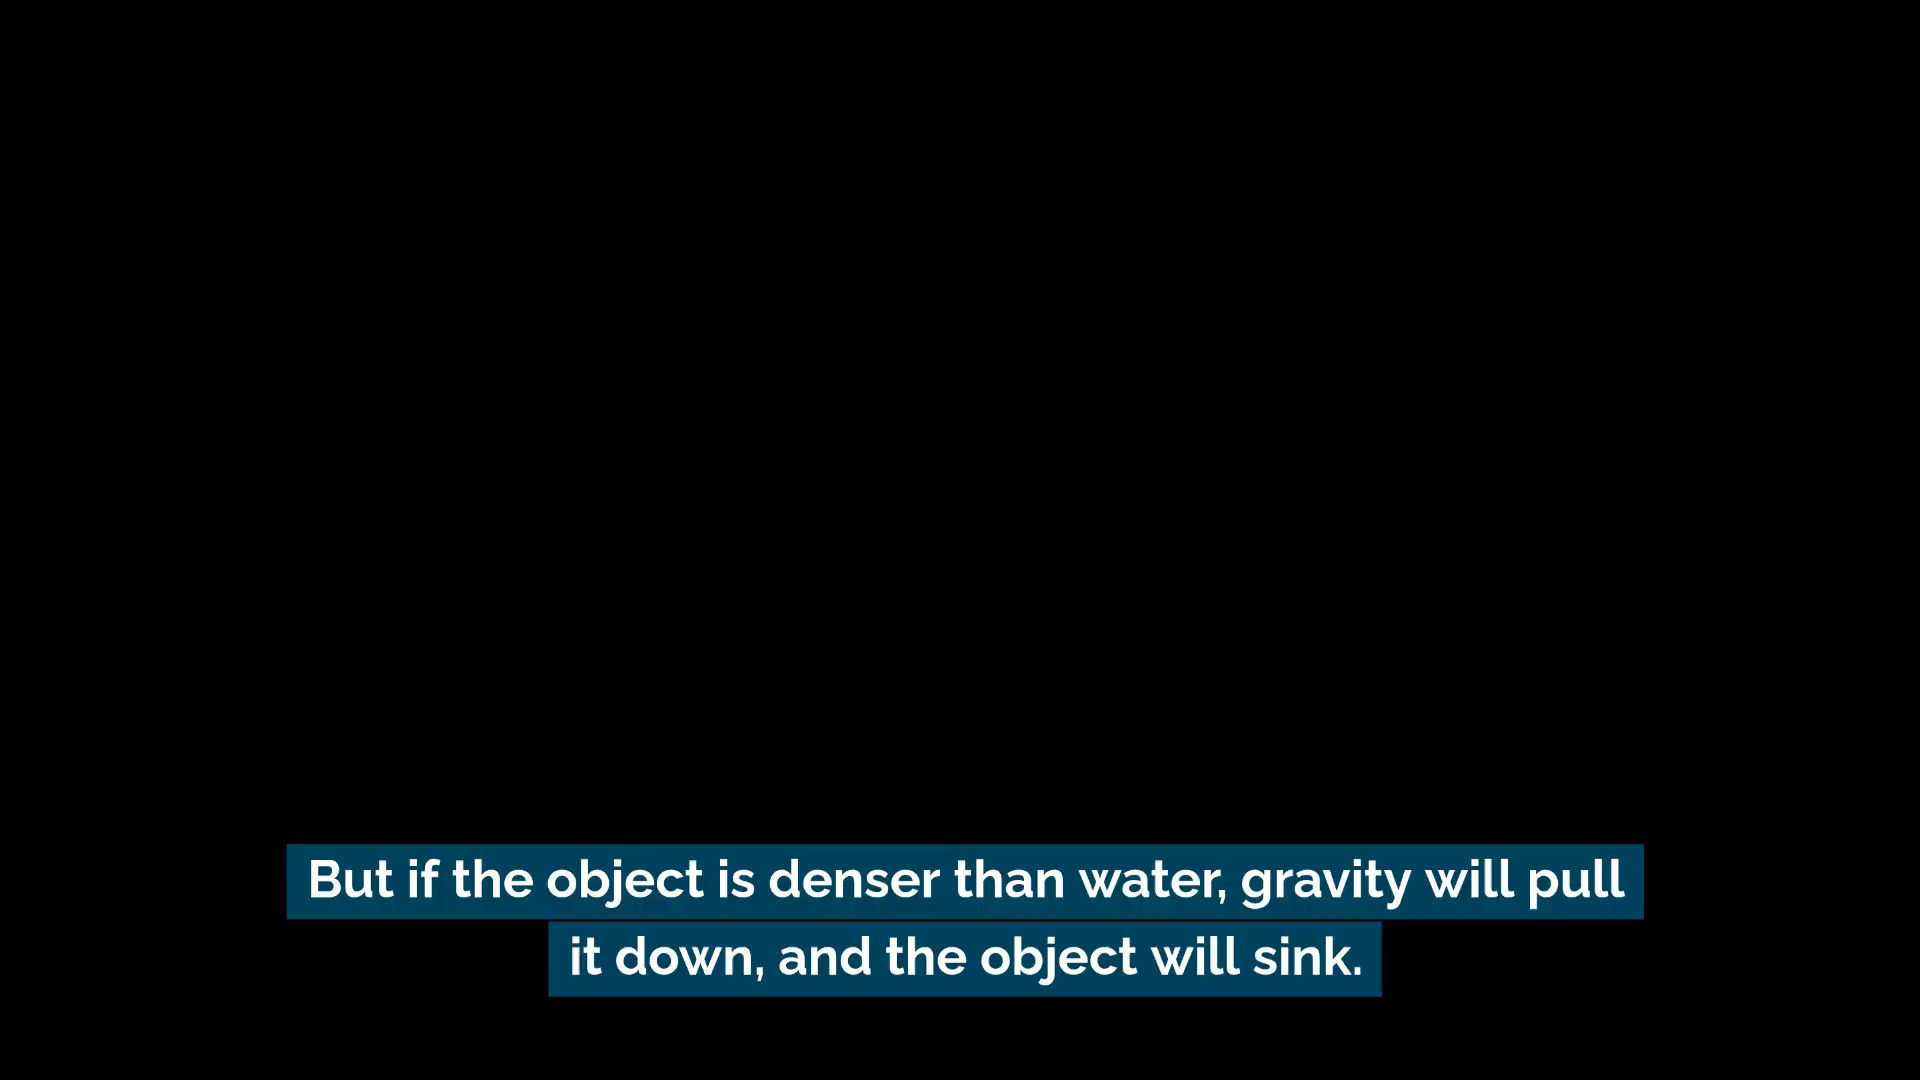 But if the object is denser than water, gravity will pull
it down, and the object will sink.